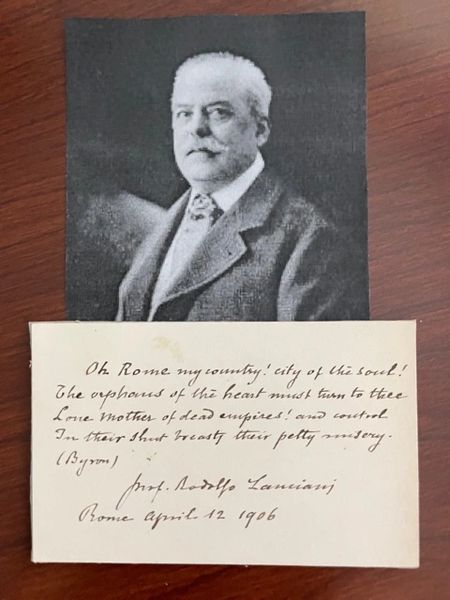 Oh Rome my country! city of the soul!
The orphans of the heart must turn to thee
Lone mother of dead empires! and control
In their shut breasts their petty misery.
(Byron)
Prof. Rodolfo Lanciani
Rome April 12 1906